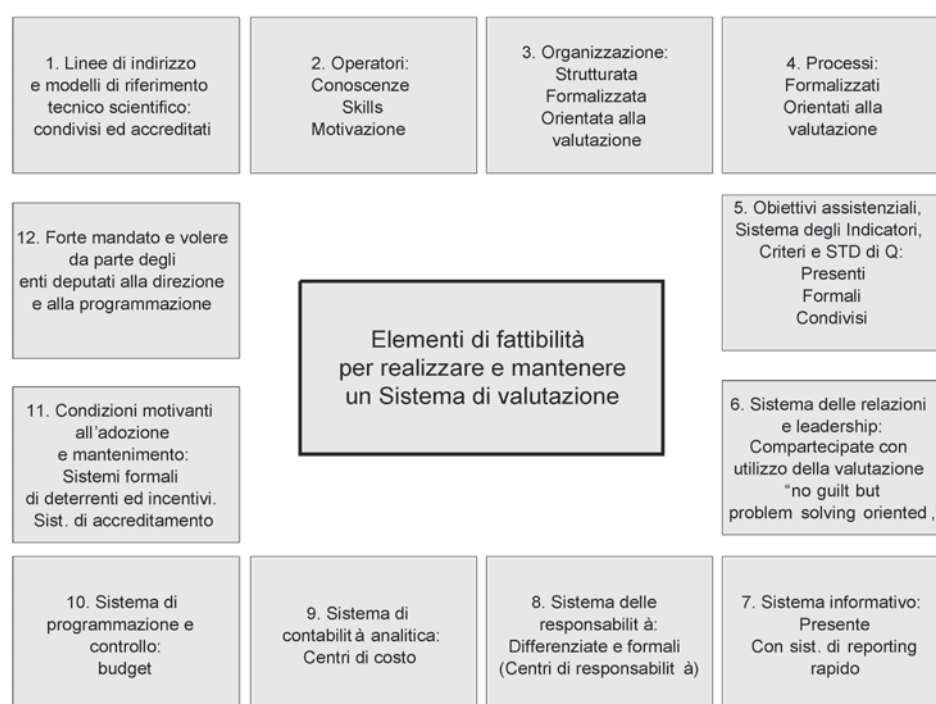 1. Linee di indirizzo
e modelli di riferimento
tecnico scientifico:
condivisi ed accreditati
2. Operatori:
Conoscenze
Skills
Motivazione
3. Organizzazione:
Strutturata
Formalizzata
Orientata alla
valutazione
4. Processi:
Formalizzati
Orientati alla
valutazione
5. Obiettivi assistenziali,
Sistema degli Indicatori,
Criteri e STD di Q:
Presenti
Formali
Condivisi
6. Sistema delle relazioni
e leadership:
Compartecipate con
utilizzo della valutazione
“no guilt but
problem solving oriented ,”
7. Sistema informativo:
Presente
Con sist. di reporting
rapido
8. Sistema delle
responsabilit à:
Differenziate e formali
(Centri di responsabilit à)
9. Sistema di
contabilit à analitica:
Centri di costo
10. Sistema di
programmazione e
controllo:
budget
11. Condizioni motivanti
all’adozione
e mantenimento:
Sistemi formali
di deterrenti ed incentivi.
Sist. di accreditamento
12. Forte mandato e volere
da parte degli
enti deputati alla direzione
e alla programmazione
Elementi di fattibilità
per realizzare e mantenere
un Sistema di valutazione